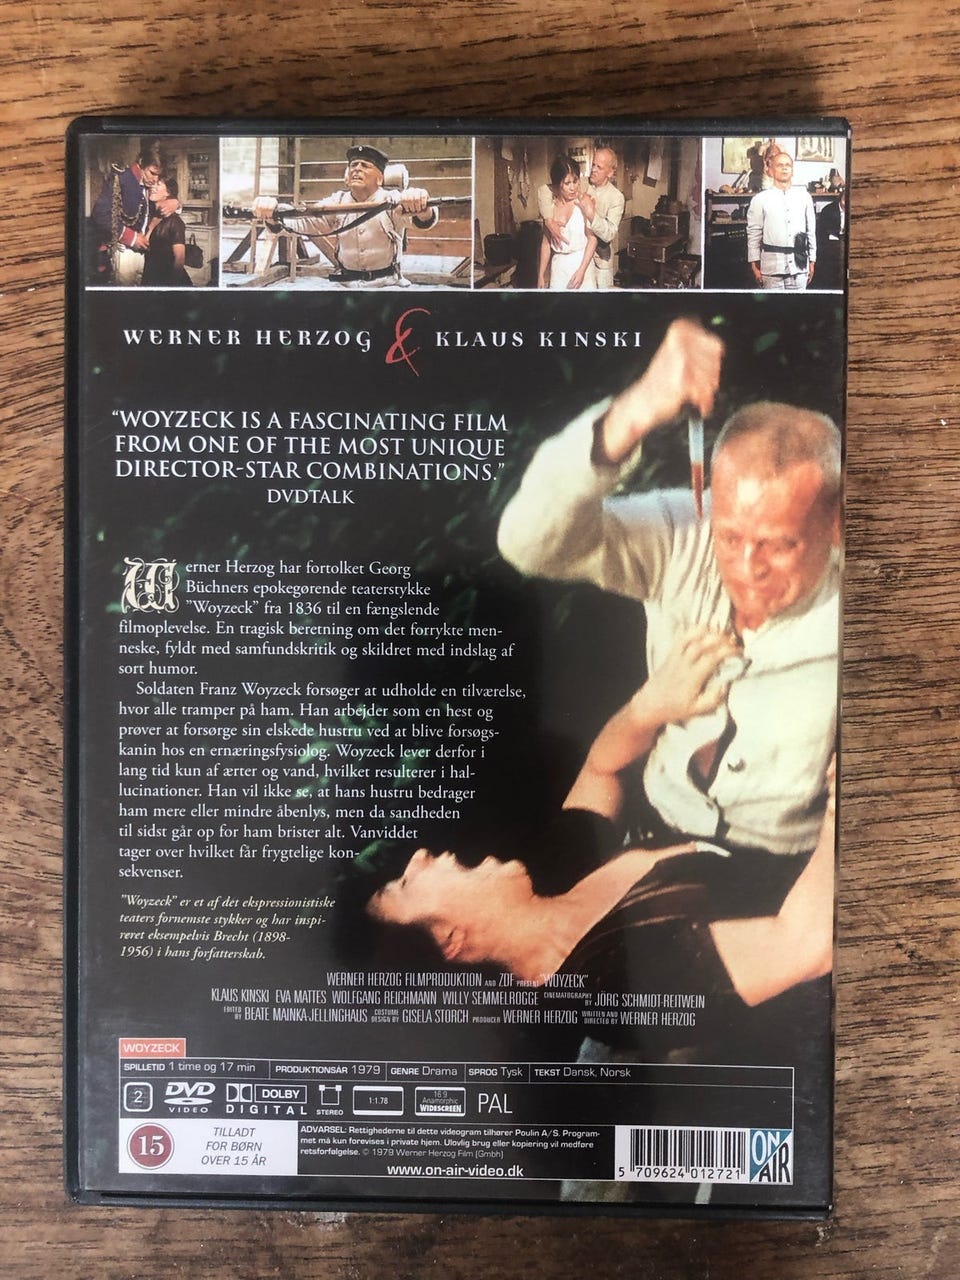 WERNER HERZOG & KLAUS KINSKI
“WOYZECK IS A FASCINATING FILM
FROM ONE OF THE MOST UNIQUE
DIRECTOR-STAR COMBINATIONS.”
DVDTALK
Werner Herzog har fortolket Georg
Büchners epokegørende teaterstykke
”Woyzeck” fra 1836 til en fængslende
filmoplevelse. En tragisk beretning om det forrykte men-
neske, fyldt med samfundskritik og skildret med indslag af
sort humor.
Soldaten Franz Woyzeck forsøger at udholde en tilværelse,
hvor alle tramper på ham. Han arbejder som en hest og
prøver at forsørge sin elskede hustru ved at blive forsøgs-
kanin hos en ernæringsfysiolog. Woyzeck lever derfor i
lang tid kun af ærter og vand, hvilket resulterer i hal-
lucinationer. Han vil ikke se, at hans hustru bedrager
ham mere eller mindre åbenlys, men da sandheden
til sidst går op for ham brister alt. Vanviddet
tager over hvilket får frygtelige kon-
sekvenser.
”Woyzeck” er et af det ekspressionistiske
teaters fornemste stykker og har inspi-
reret eksempelvis Brecht (1898-
1956) i hans forfatterskab.
WERNER HERZOG FILMPRODUKTION AND ZDF PRESENT “WOYZECK”
KLAUS KINSKI EVA MATTES WOLFGANG REICHMANN WILLY SEMMELROGGE CINEMATOGRAPHY BY JÖRG SCHMIDT-REITWEIN
EDITED BY BEATE MAINKA-JELLINGHAUS COSTUME DESIGN BY GISELA STORCH PRODUCER WERNER HERZOG WRITTEN AND DIRECTED BY WERNER HERZOG
WOYZECK
SPILLETID 1 time og 17 min PRODUKTIONSÅR 1979 GENRE Drama SPROG Tysk TEKST Dansk, Norsk
2 DVD VIDEO DOLBY DIGITAL STEREO 1:1.78 16:9 Anamorphic WIDESCREEN PAL
15 TILLADT
FOR BØRN
OVER 15 ÅR
ADVARSEL: Rettighederne til dette videogram tilhører Poulin A/S. Program-
met må kun forevises i private hjem. Ulovlig brug eller kopiering vil medføre
retsforfølgelse. © 1979 Werner Herzog Film (Gmbh)
www.on-air-video.dk
5 709624 012721
ON AIR